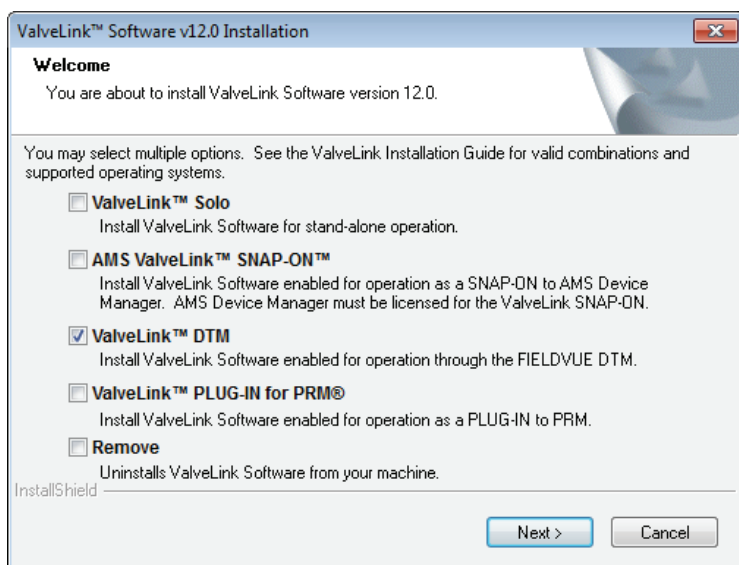 ValveLink™ Software v12.0 Installation
Welcome
You are about to install ValveLink Software version 12.0.
You may select multiple options. See the ValveLink Installation Guide for valid combinations and
supported operating systems.
ValveLink™ Solo
Install ValveLink Software for stand-alone operation.
AMS ValveLink™ SNAP-ON™
Install ValveLink Software enabled for operation as a SNAP-ON to AMS Device
Manager. AMS Device Manager must be licensed for the ValveLink SNAP-ON.
ValveLink™ DTM
Install ValveLink Software enabled for operation through the FIELDVUE DTM.
ValveLink™ PLUG-IN for PRM®
Install ValveLink Software enabled for operation as a PLUG-IN to PRM.
Remove
Uninstalls ValveLink Software from your machine.
InstallShield
Next >
Cancel